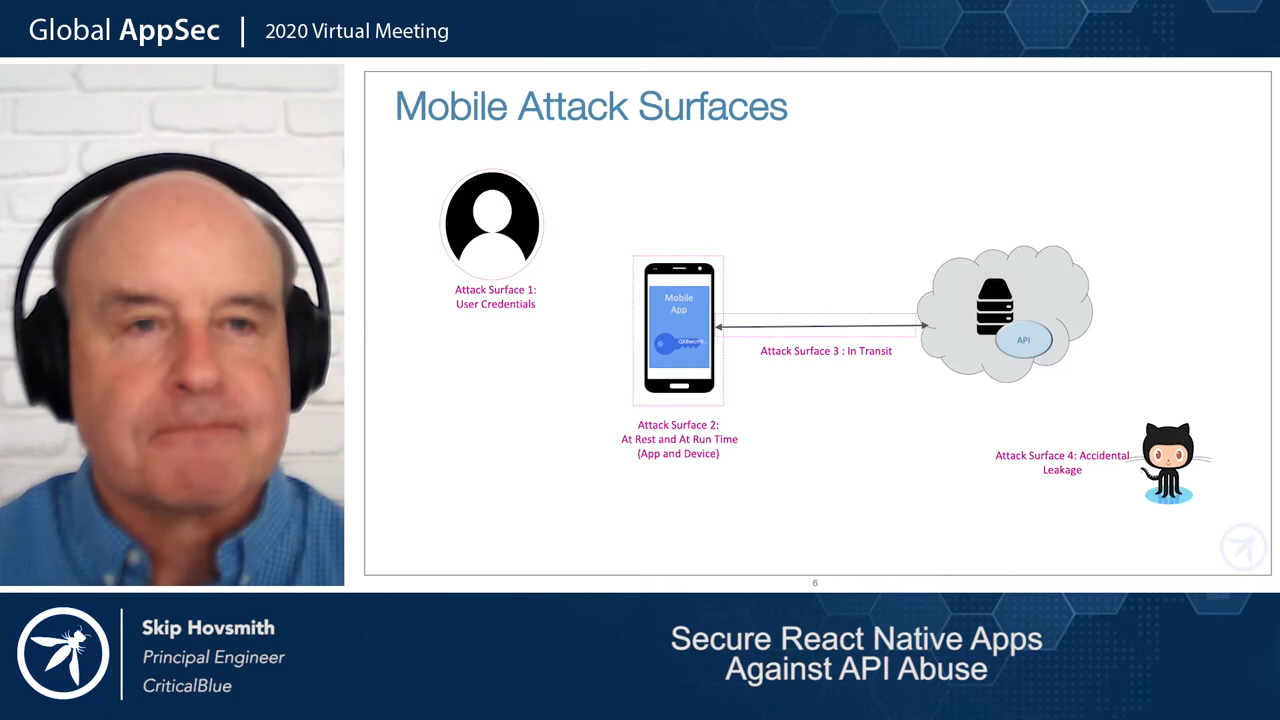 Global AppSec | 2020 Virtual Meeting
Mobile Attack Surfaces
Attack Surface 1:
User Credentials
Mobile
App
Attack Surface 3 : In Transit
API
Attack Surface 2:
At Rest and At Run Time
(App and Device)
Attack Surface 4: Accidental
Leakage
6
Skip Hovsmith
Principal Engineer
CriticalBlue
Secure React Native Apps
Against API Abuse